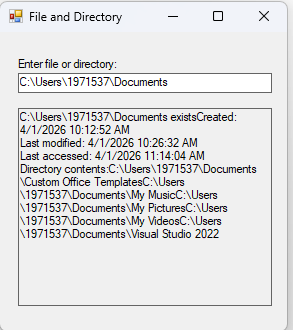 File and Directory
Enter file or directory:
C:\Users\1971537\Documents
C:\Users\1971537\Documents existsCreated:
4/1/2026 10:12:52 AM
Last modified: 4/1/2026 10:26:32 AM
Last accessed: 4/1/2026 11:14:04 AM
Directory contents:C:\Users\1971537\Documents
\Custom Office TemplatesC:\Users
\1971537\Documents\My MusicC:\Users
\1971537\Documents\My PicturesC:\Users
\1971537\Documents\My VideosC:\Users
\1971537\Documents\Visual Studio 2022